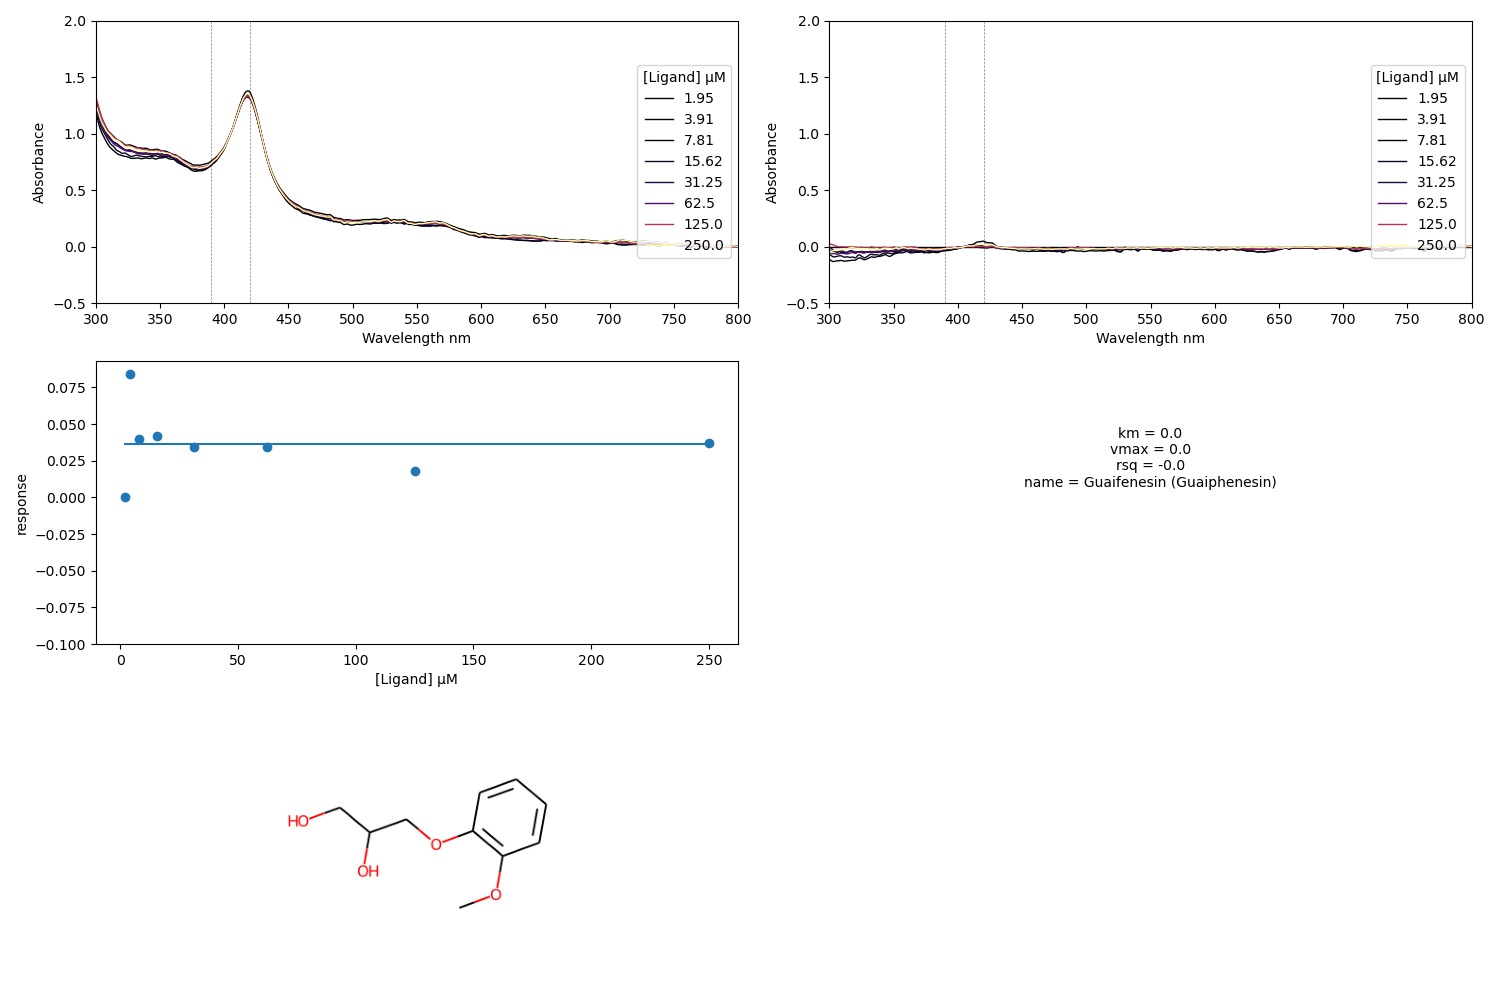 2.0
1.5
1.0
0.5
0.0
−0.5
Absorbance
300 350 400 450 500 550 600 650 700 750 800
Wavelength nm
[Ligand] µM
1.95
3.91
7.81
15.62
31.25
62.5
125.0
250.0
2.0
1.5
1.0
0.5
0.0
−0.5
Absorbance
300 350 400 450 500 550 600 650 700 750 800
Wavelength nm
[Ligand] µM
1.95
3.91
7.81
15.62
31.25
62.5
125.0
250.0
0.075
0.050
0.025
0.000
−0.025
−0.050
−0.075
−0.100
response
0 50 100 150 200 250
[Ligand] µM
km = 0.0
vmax = 0.0
rsq = -0.0
name = Guaifenesin (Guaiphenesin)
HO
OH
O
O